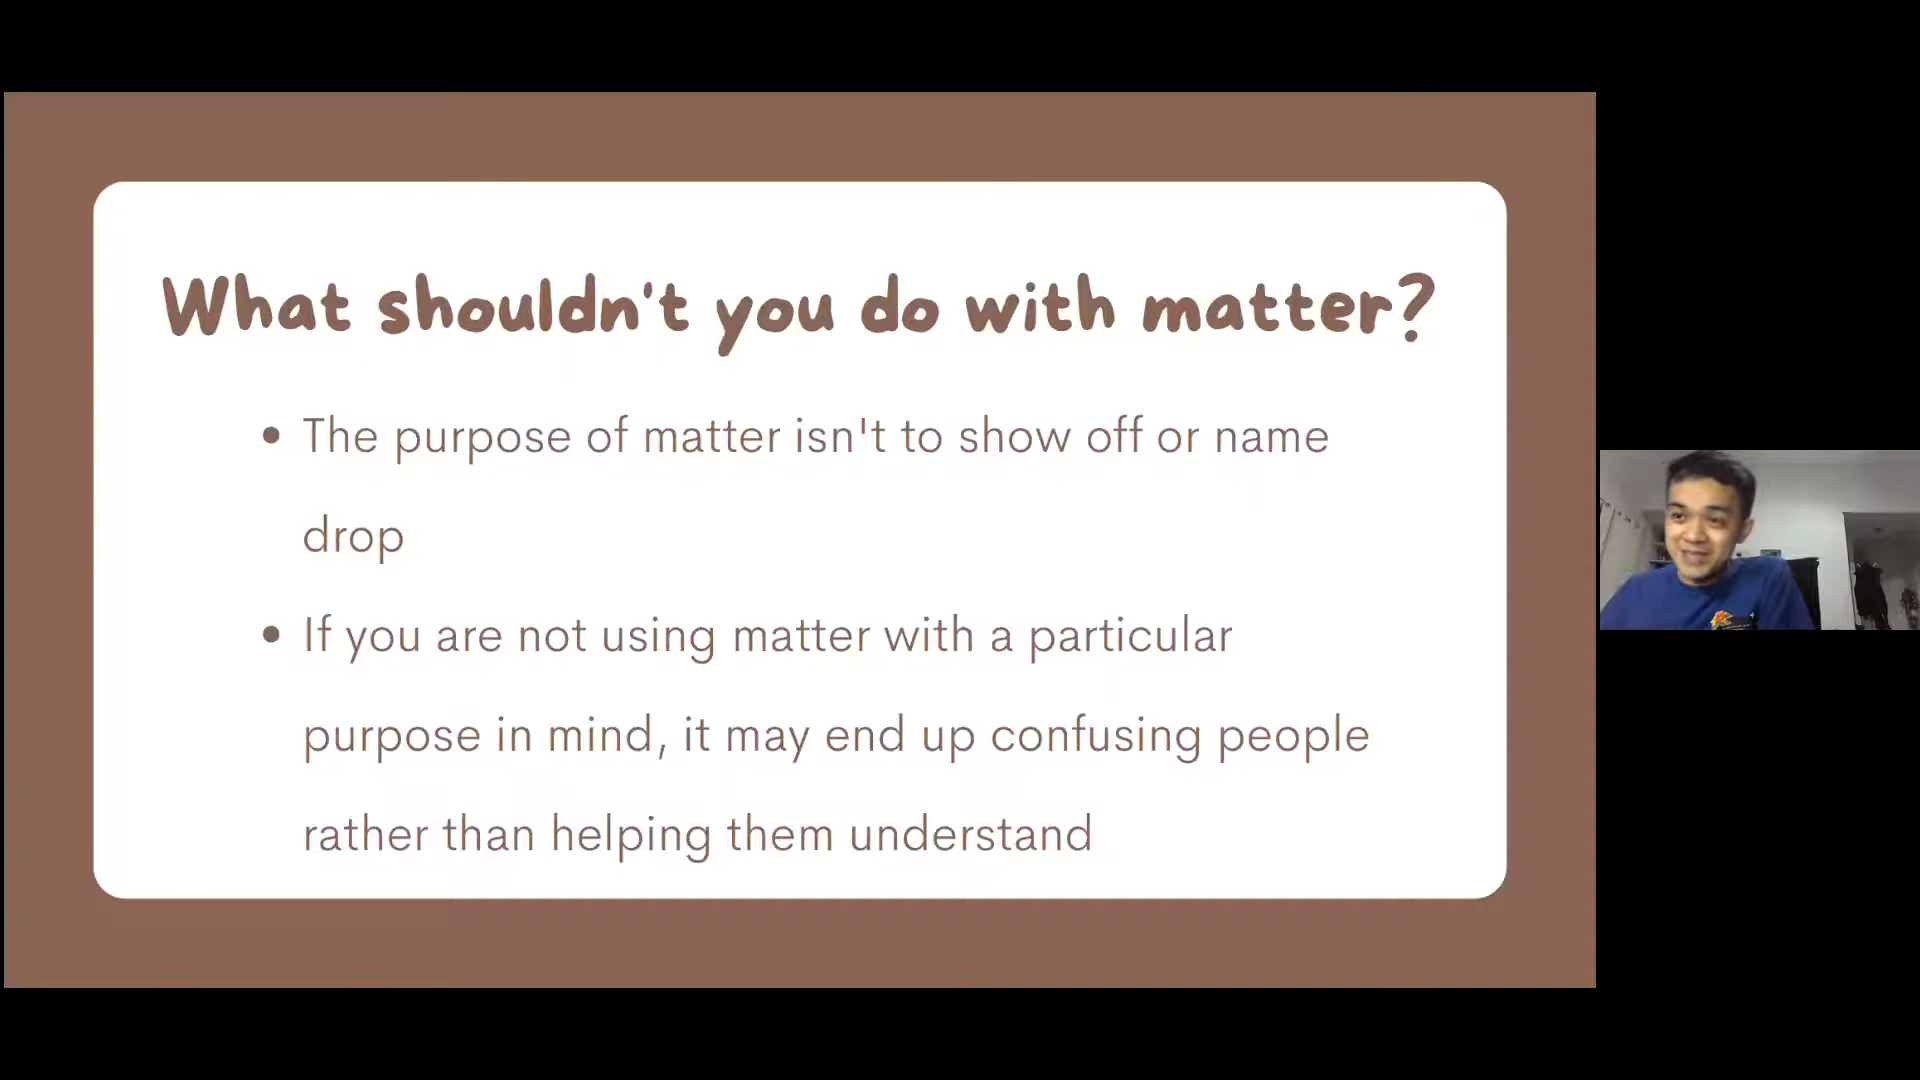 What shouldn't you do with matter?
• The purpose of matter isn't to show off or name
drop
• If you are not using matter with a particular
purpose in mind, it may end up confusing people
rather than helping them understand